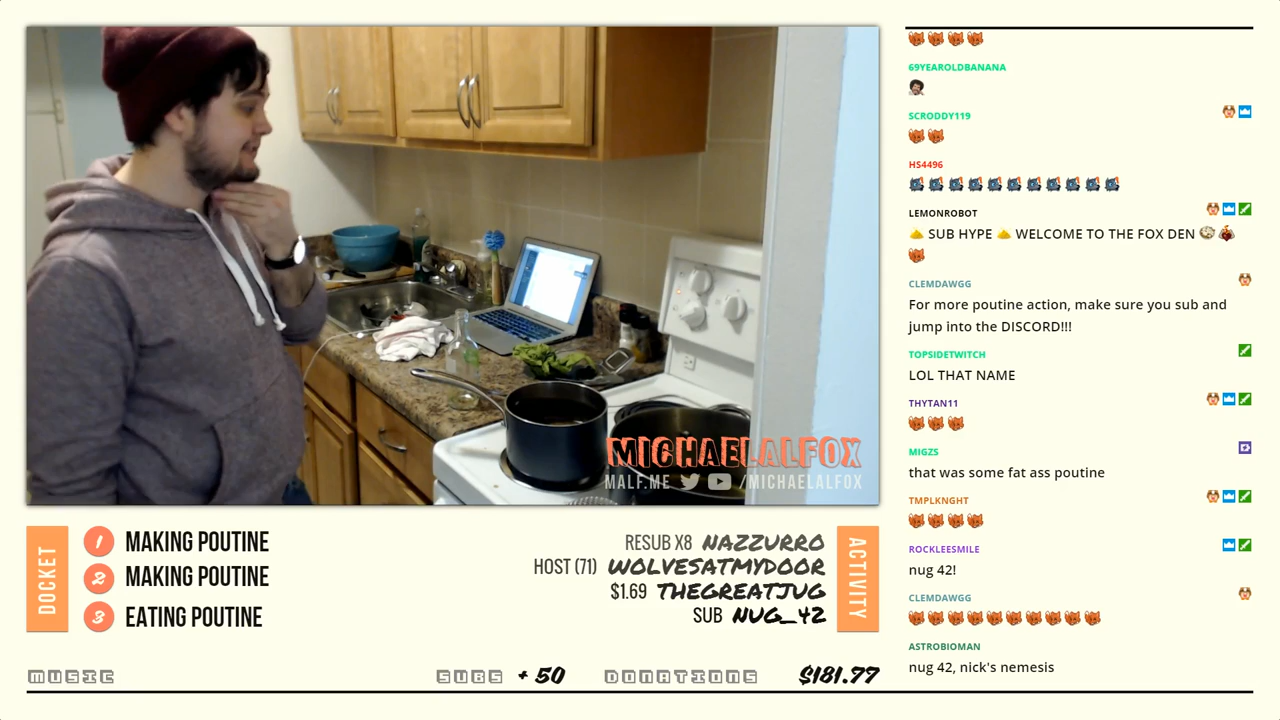 MICHAELALFOX
MALF.ME /MICHAELALFOX
DOCKET
1 MAKING POUTINE
2 MAKING POUTINE
3 EATING POUTINE
RESUB X8 NAZZURRO
HOST (71) WOLVESATMYDOOR
$1.69 THEGREATJUG
SUB NUG_42
ACTIVITY
MUSIC
SUBS + 50
DONATIONS $181.77
69YEAROLDBANANA
SCRODDY119
HS4496
LEMONROBOT
SUB HYPE WELCOME TO THE FOX DEN
CLEMDAWGG
For more poutine action, make sure you sub and
jump into the DISCORD!!!
TOPSIDETWITCH
LOL THAT NAME
THYTAN11
MIGZS
that was some fat ass poutine
TMPLKNGHT
ROCKLEESMILE
nug 42!
CLEMDAWGG
ASTROBIOMAN
nug 42, nick's nemesis